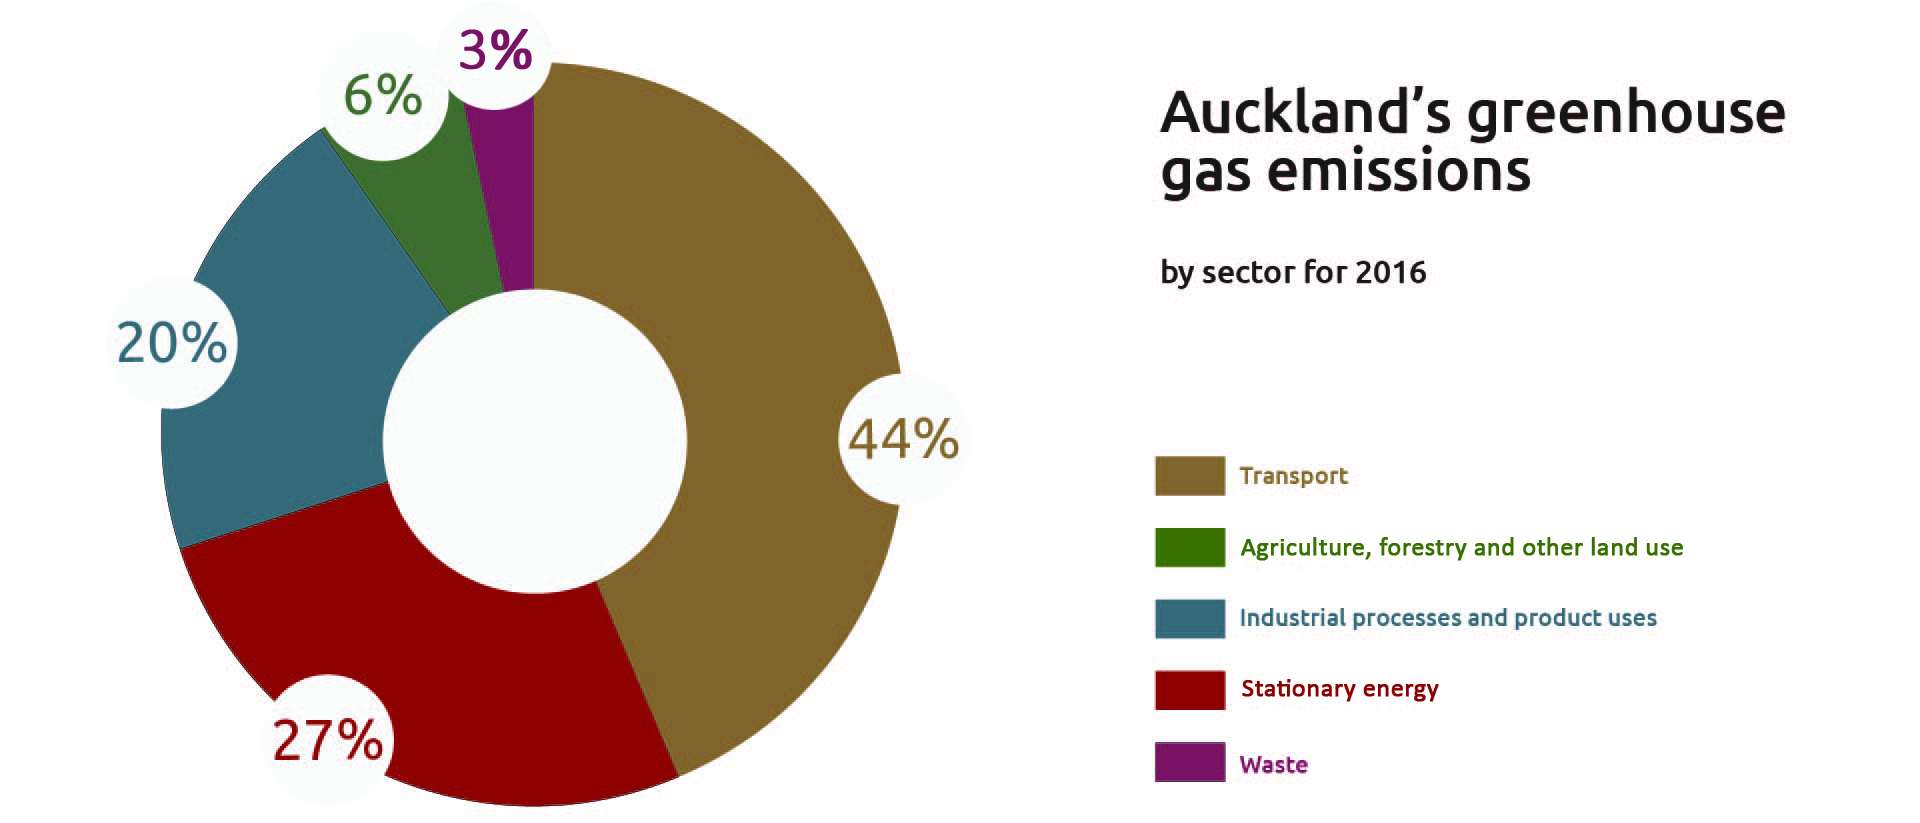 3%
6%
20%
44%
27%
Auckland’s greenhouse
gas emissions
by sector for 2016
Transport
Agriculture, forestry and other land use
Industrial processes and product uses
Stationary energy
Waste